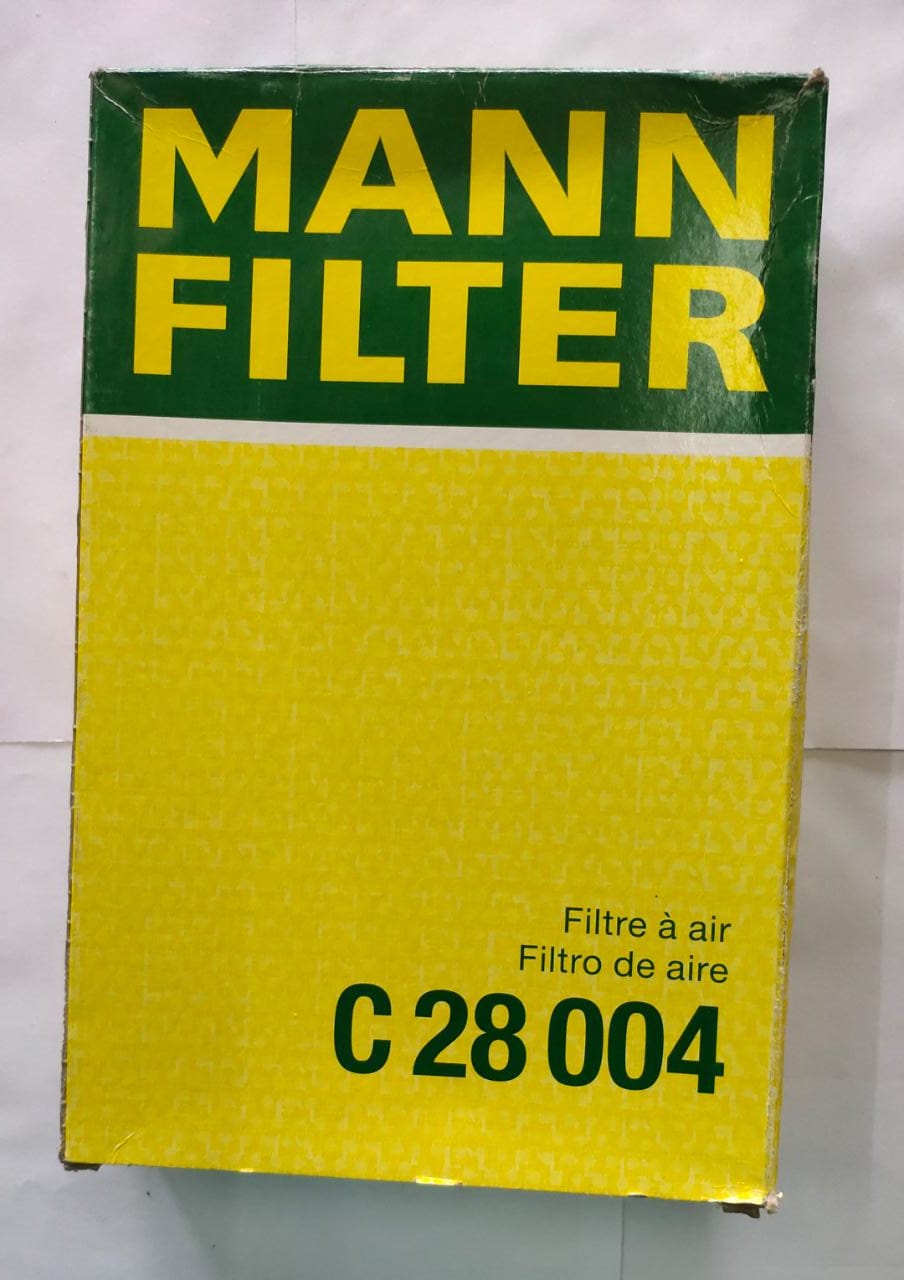 MANN
FILTER
Filtre à air
Filtro de aire
C 28 004